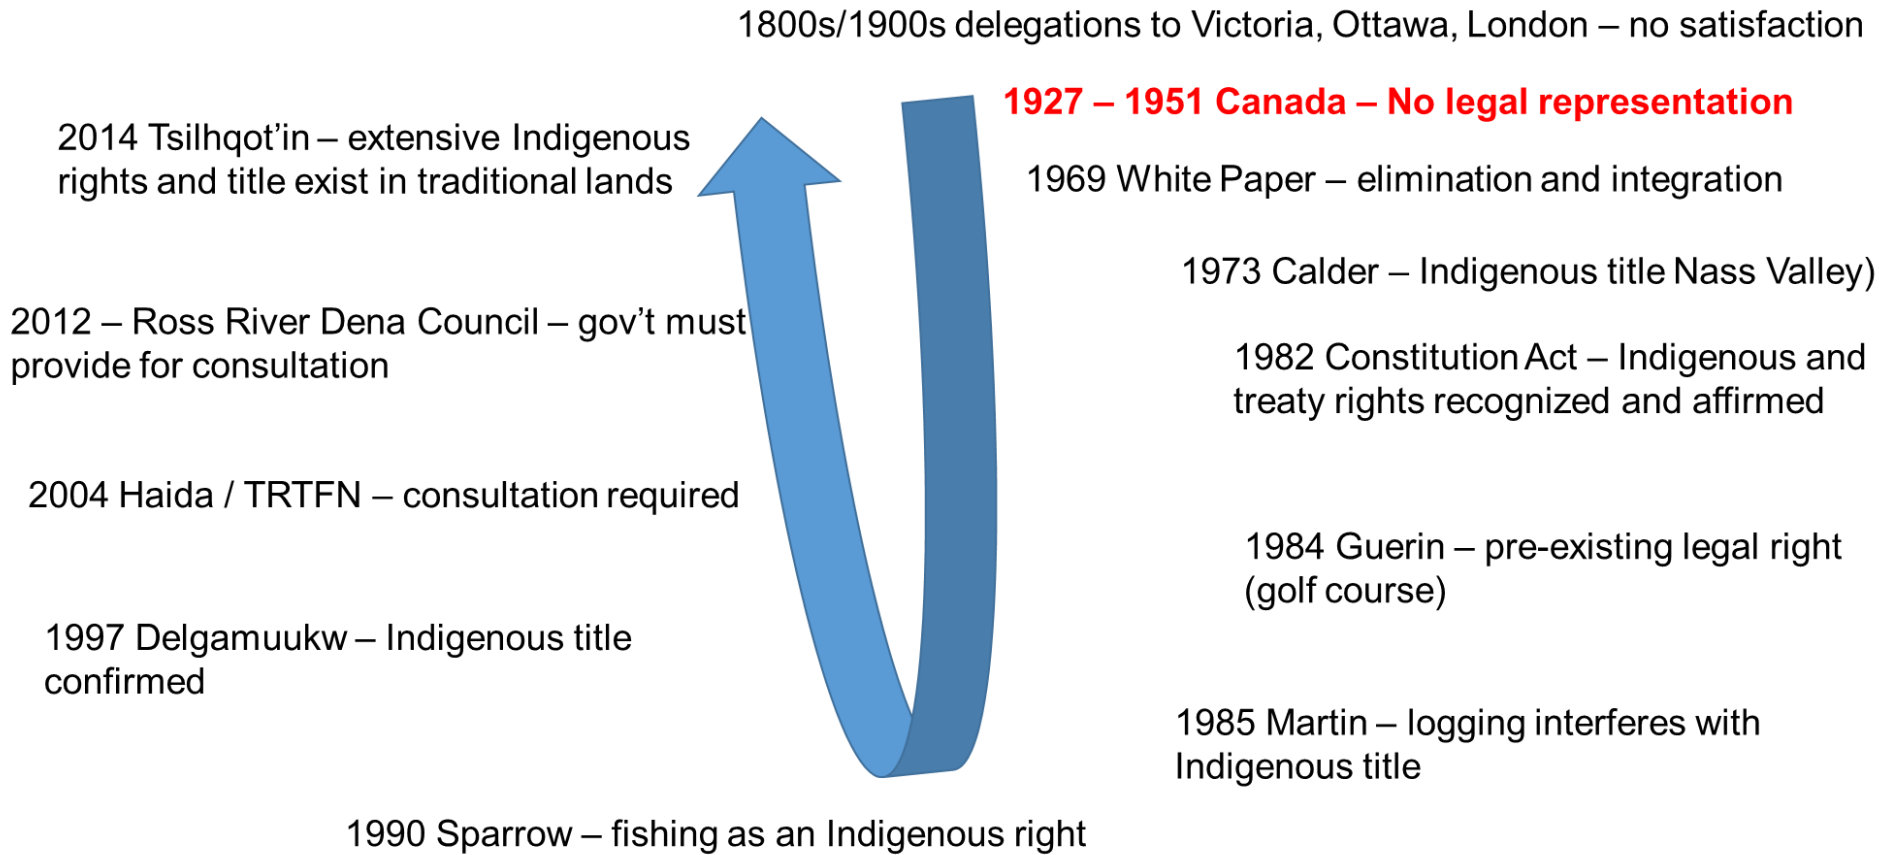 1800s/1900s delegations to Victoria, Ottawa, London – no satisfaction
1927 – 1951 Canada – No legal representation
1969 White Paper – elimination and integration
1973 Calder – Indigenous title Nass Valley)
1982 Constitution Act – Indigenous and
treaty rights recognized and affirmed
1984 Guerin – pre-existing legal right
(golf course)
1985 Martin – logging interferes with
Indigenous title
1990 Sparrow – fishing as an Indigenous right
1997 Delgamuukw – Indigenous title
confirmed
2004 Haida / TRTFN – consultation required
2012 – Ross River Dena Council – gov’t must
provide for consultation
2014 Tsilhqot’in – extensive Indigenous
rights and title exist in traditional lands